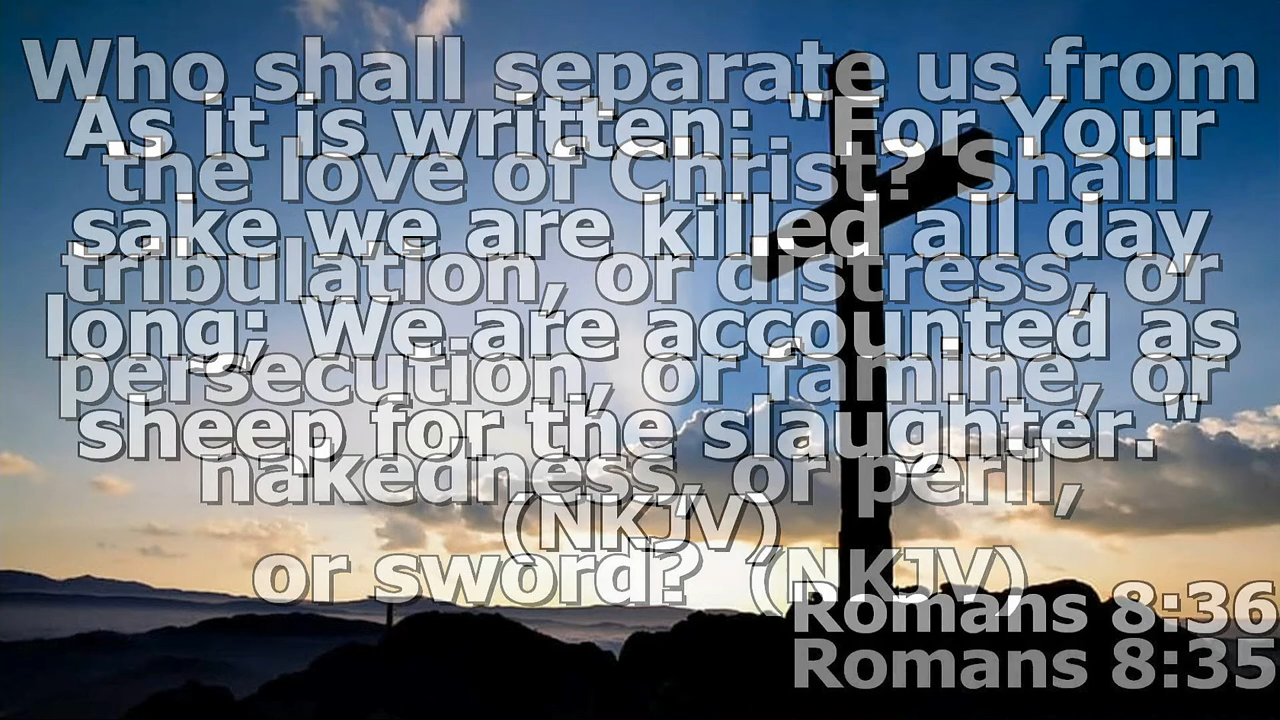 Who shall separate us from
the love of Christ? Shall
tribulation, or distress, or
persecution, or famine, or
nakedness, or peril,
or sword? (NKJV)
Romans 8:35
As it is written: "For Your
sake we are killed all day
long; We are accounted as
sheep for the slaughter."
(NKJV)
Romans 8:36